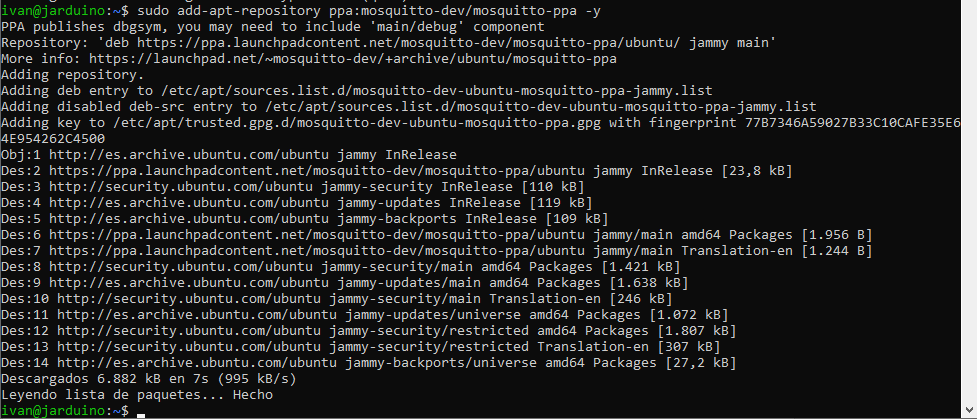 ivan@jarduino:~$ sudo add-apt-repository ppa:mosquitto-dev/mosquitto-ppa -y
PPA publishes dbgsym, you may need to include 'main/debug' component
Repository: 'deb https://ppa.launchpadcontent.net/mosquitto-dev/mosquitto-ppa/ubuntu/ jammy main'
More info: https://launchpad.net/~mosquitto-dev/+archive/ubuntu/mosquitto-ppa
Adding repository.
Adding deb entry to /etc/apt/sources.list.d/mosquitto-dev-ubuntu-mosquitto-ppa-jammy.list
Adding disabled deb-src entry to /etc/apt/sources.list.d/mosquitto-dev-ubuntu-mosquitto-ppa-jammy.list
Adding key to /etc/apt/trusted.gpg.d/mosquitto-dev-ubuntu-mosquitto-ppa.gpg with fingerprint 77B7346A59027B33C10CAFE35E6
4E954262C4500
Obj:1 http://es.archive.ubuntu.com/ubuntu jammy InRelease
Des:2 https://ppa.launchpadcontent.net/mosquitto-dev/mosquitto-ppa/ubuntu jammy InRelease [23,8 kB]
Des:3 http://security.ubuntu.com/ubuntu jammy-security InRelease [110 kB]
Des:4 http://es.archive.ubuntu.com/ubuntu jammy-updates InRelease [119 kB]
Des:5 http://es.archive.ubuntu.com/ubuntu jammy-backports InRelease [109 kB]
Des:6 https://ppa.launchpadcontent.net/mosquitto-dev/mosquitto-ppa/ubuntu jammy/main amd64 Packages [1.956 B]
Des:7 https://ppa.launchpadcontent.net/mosquitto-dev/mosquitto-ppa/ubuntu jammy/main Translation-en [1.244 B]
Des:8 http://security.ubuntu.com/ubuntu jammy-security/main amd64 Packages [1.421 kB]
Des:9 http://es.archive.ubuntu.com/ubuntu jammy-updates/main amd64 Packages [1.638 kB]
Des:10 http://security.ubuntu.com/ubuntu jammy-security/main Translation-en [246 kB]
Des:11 http://es.archive.ubuntu.com/ubuntu jammy-updates/universe amd64 Packages [1.072 kB]
Des:12 http://security.ubuntu.com/ubuntu jammy-security/restricted amd64 Packages [1.807 kB]
Des:13 http://security.ubuntu.com/ubuntu jammy-security/restricted Translation-en [307 kB]
Des:14 http://es.archive.ubuntu.com/ubuntu jammy-backports/universe amd64 Packages [27,2 kB]
Descargados 6.882 kB en 7s (995 kB/s)
Leyendo lista de paquetes... Hecho
ivan@jarduino:~$